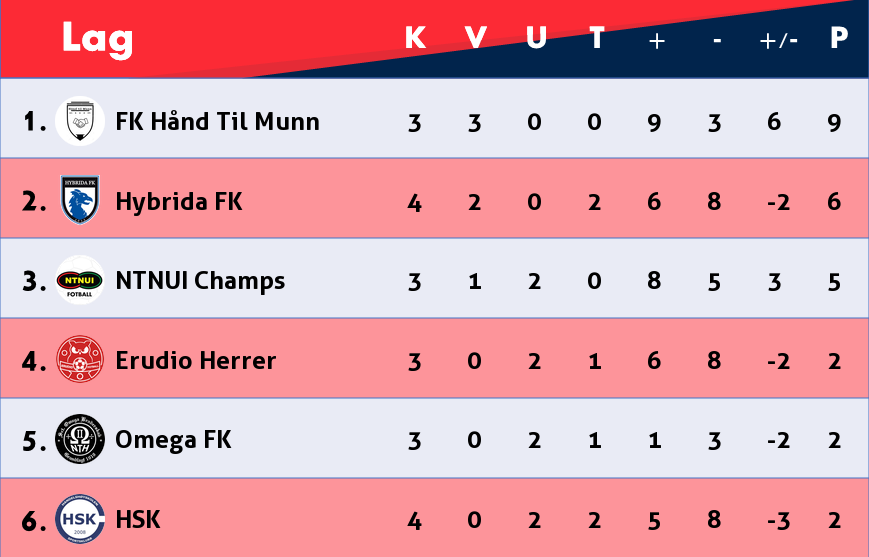 Lag K V U T + - +/- P
1. FK Hånd Til Munn 3 3 0 0 9 3 6 9
HYBRIDA FK
2. Hybrida FK 4 2 0 2 6 8 -2 6
3. NTNUI FOTBALL NTNUI Champs 3 1 2 0 8 5 3 5
4. Erudio Herrer 3 0 2 1 6 8 -2 2
5. Omega FK 3 0 2 1 1 3 -2 2
NTH
6. HSK HSK 4 0 2 2 5 8 -3 2
2008